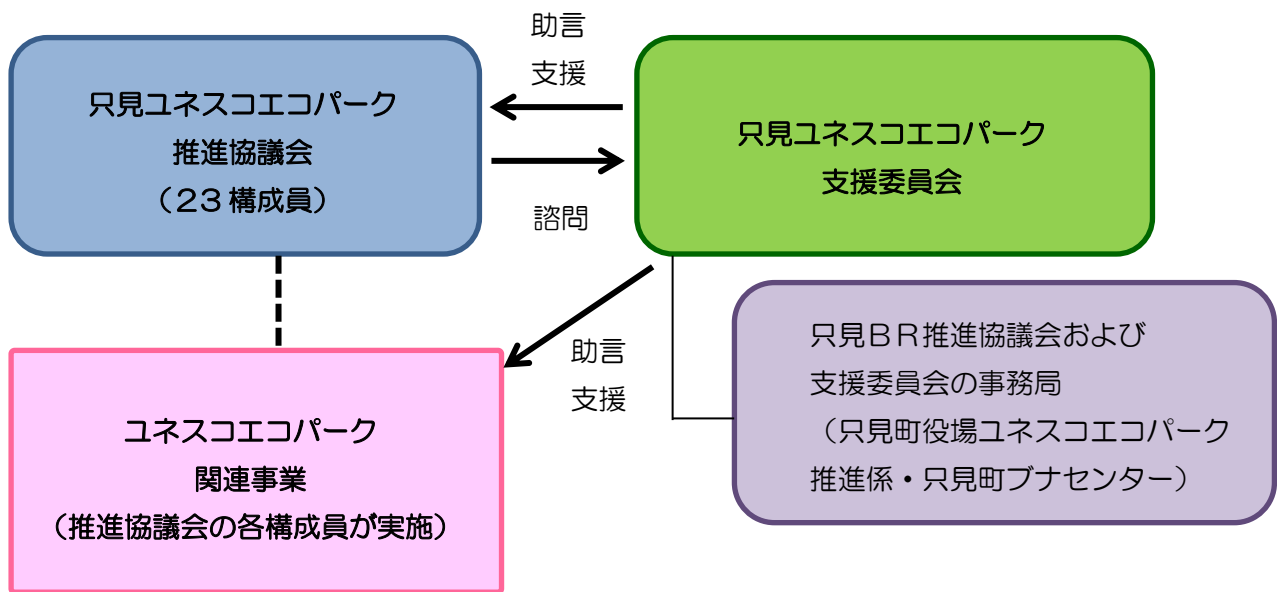 助言
支援
只見ユネスコエコパーク
推進協議会
（２３構成員）
只見ユネスコエコパーク
支援委員会
諮問
助言
支援
只見ＢＲ推進協議会および
支援委員会の事務局
（只見町役場ユネスコエコパーク
推進係・只見町ブナセンター）
ユネスコエコパーク
関連事業
（推進協議会の各構成員が実施）